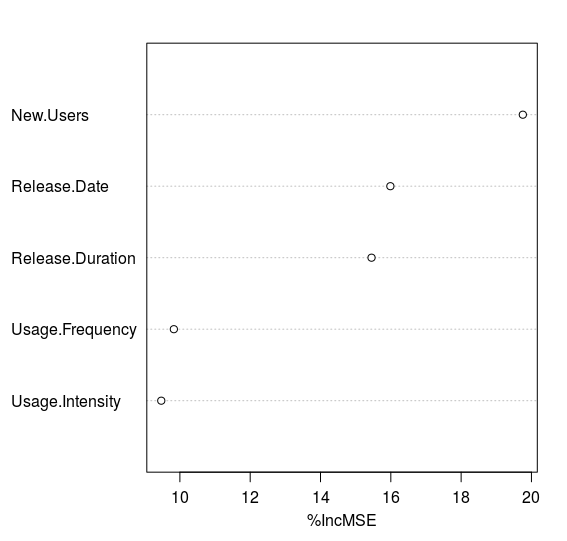 New.Users
Release.Date
Release.Duration
Usage.Frequency
Usage.Intensity
10 12 14 16 18 20
%IncMSE